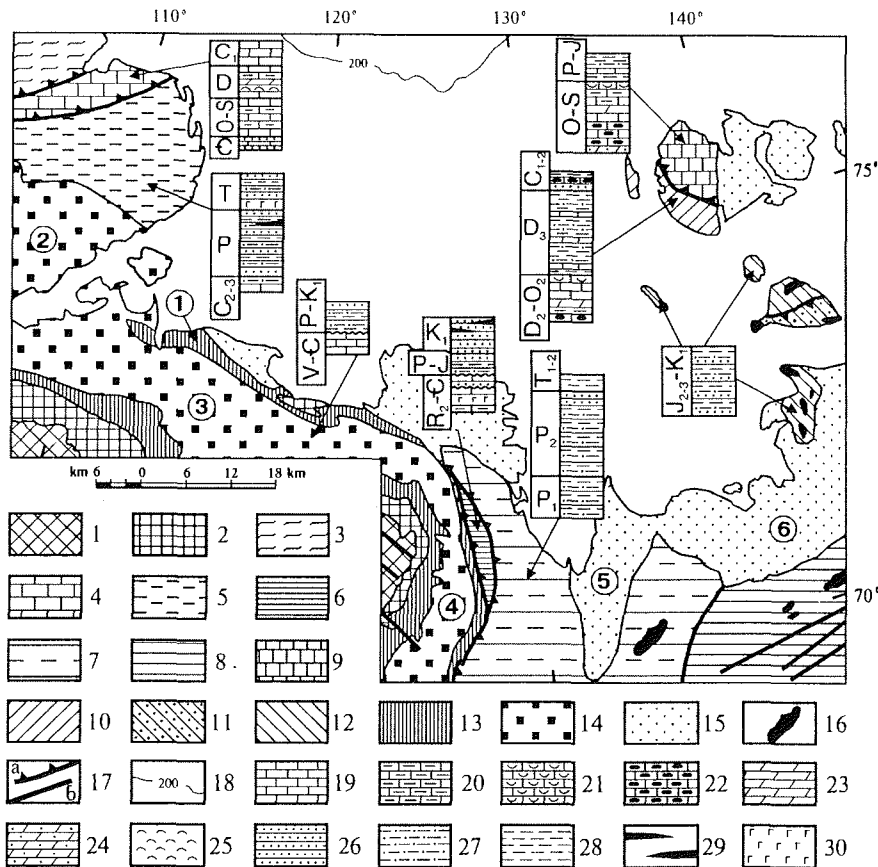 110° 120° 130° 140°
200
C₁
D
O-S
Є
T
P
C₂₋₃
V-Є P-K₁
K₁
P-J
R₂-Є
T₁₋₂
P₂
P₁
P-J
O-S
C₁₋₂
D₃
D₂-O₂
J₂₋₃-K₁
75°
70°
1
2
3
4
5
6
km 6 0 6 12 18 km
1 2 3
4 5 6
7 8 9
10 11 12 13 14 15 16
а б 17 200 18 19 20 21 22 23
24 25 26 27 28 29 30